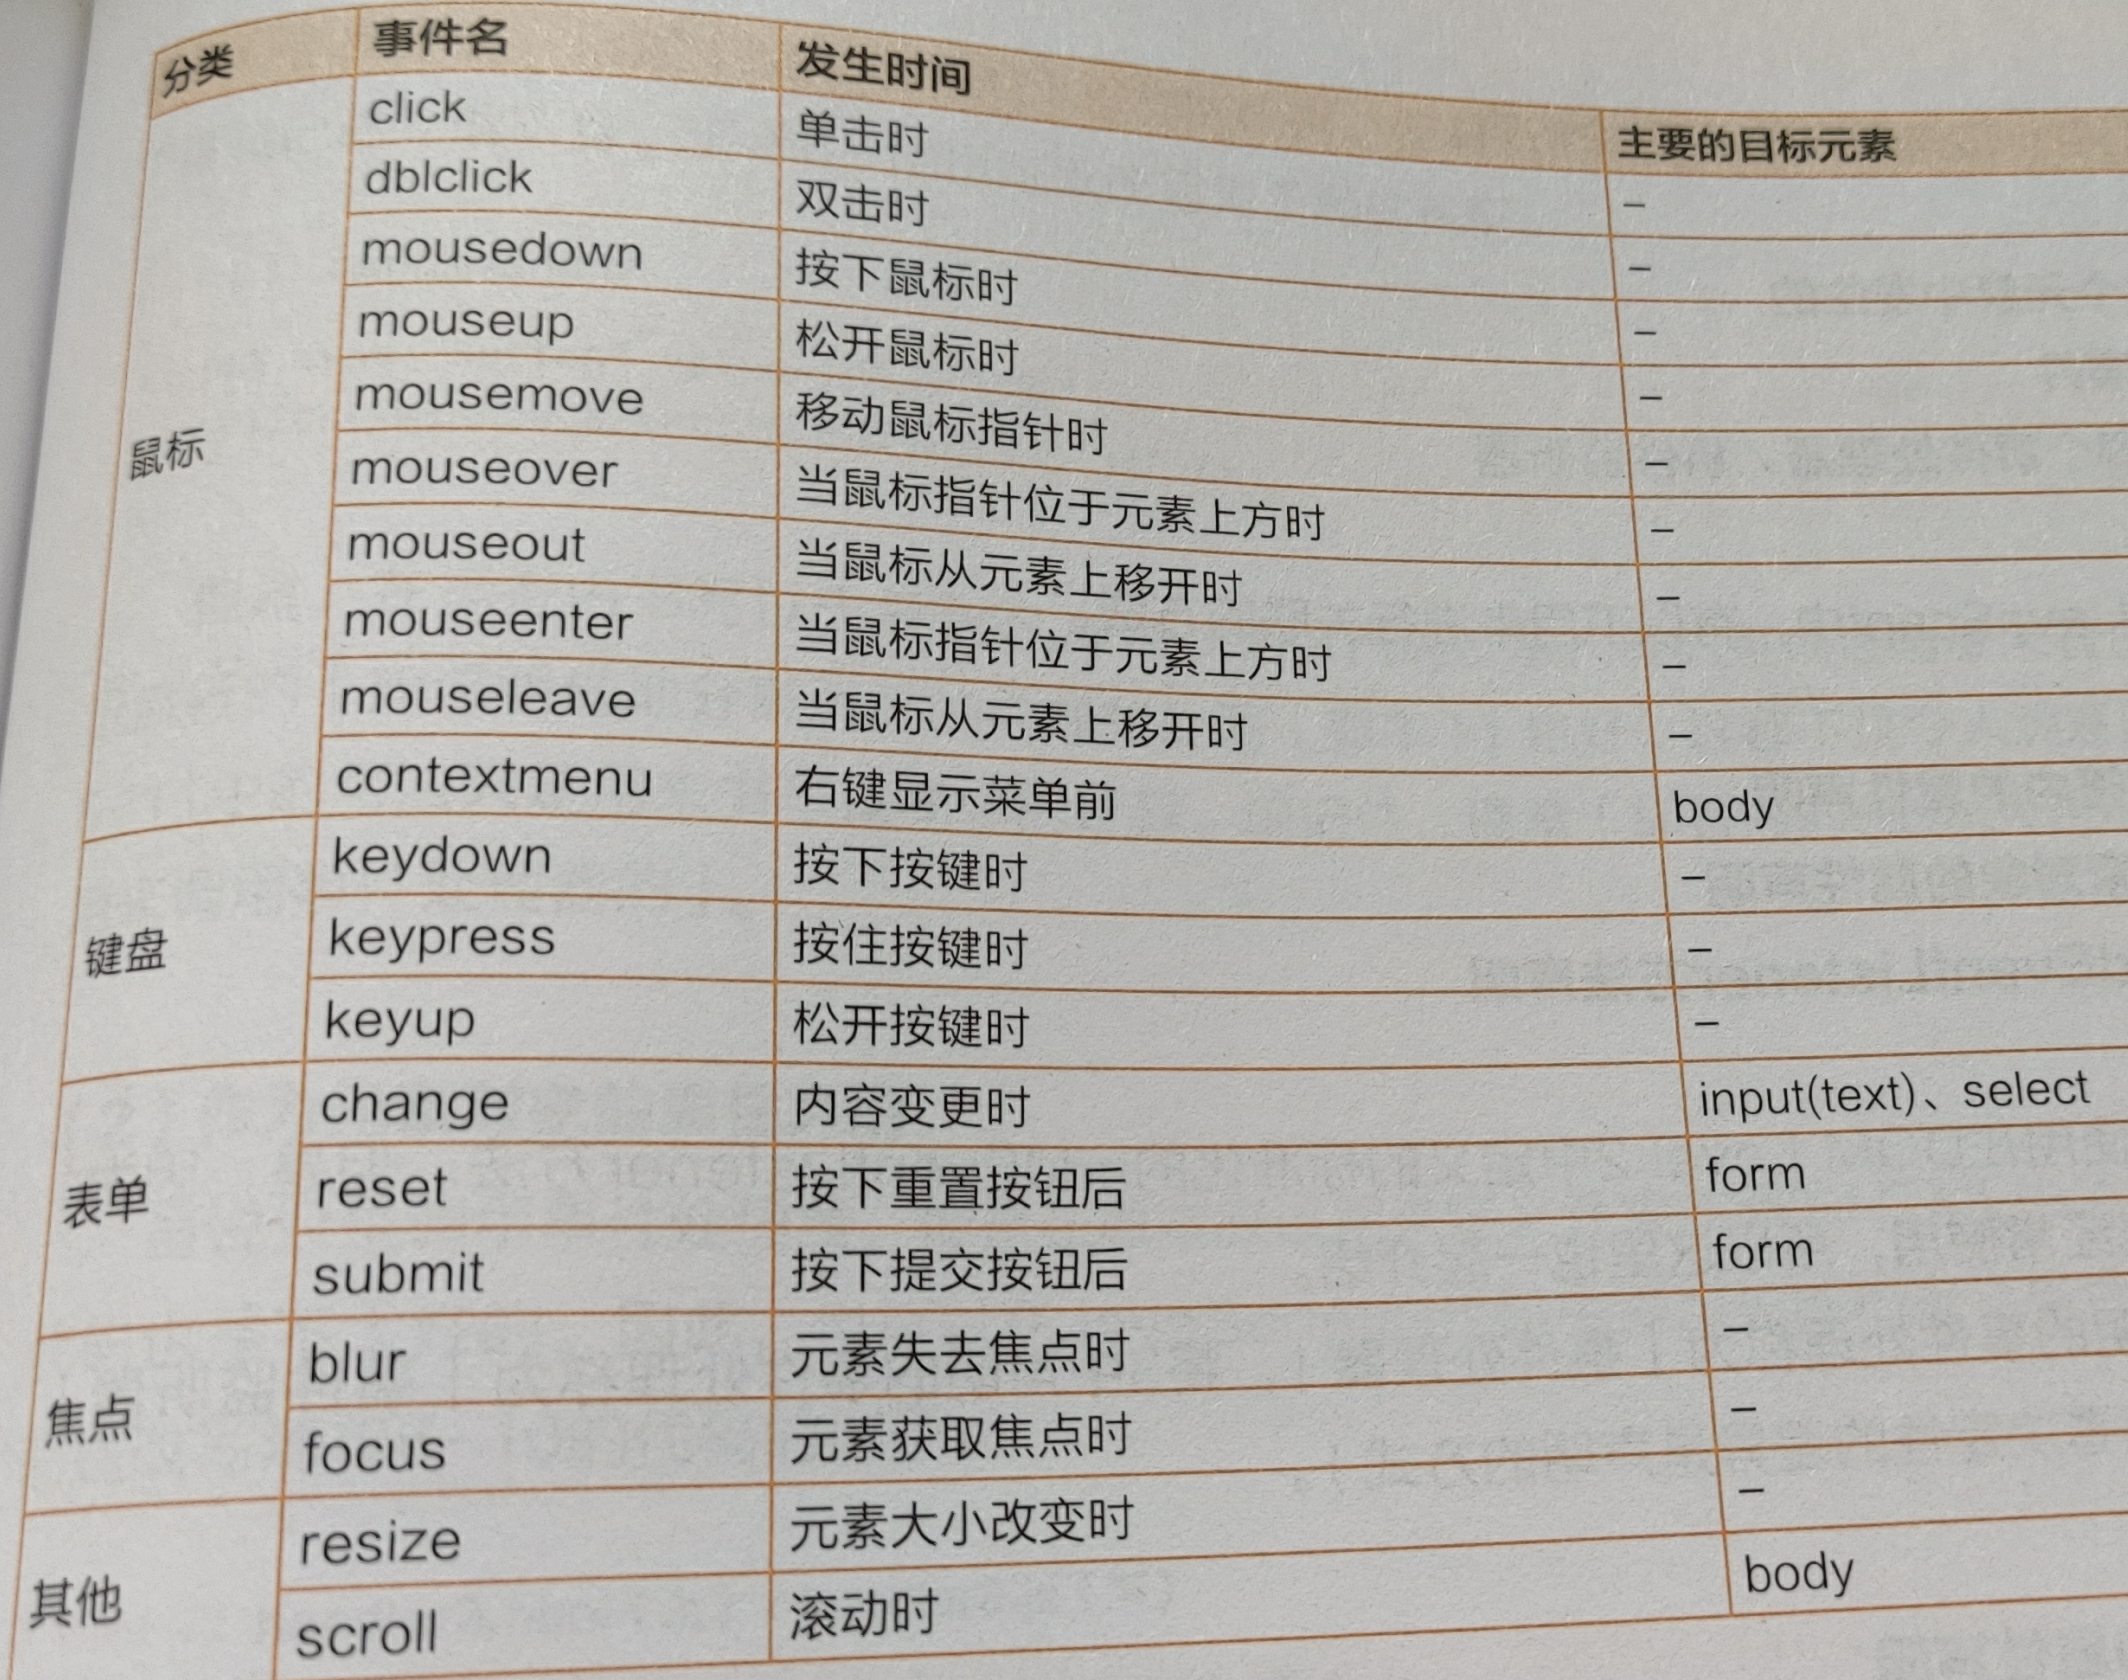 分类 事件名 发生时间 主要的目标元素
鼠标 click 单击时 –
dblclick 双击时 –
mousedown 按下鼠标时 –
mouseup 松开鼠标时 –
mousemove 移动鼠标指针时 –
mouseover 当鼠标指针位于元素上方时 –
mouseout 当鼠标从元素上移开时 –
mouseenter 当鼠标指针位于元素上方时 –
mouseleave 当鼠标从元素上移开时 –
contextmenu 右键显示菜单前 body
键盘 keydown 按下按键时 –
keypress 按住按键时 –
keyup 松开按键时 –
表单 change 内容变更时 input(text)、select
reset 按下重置按钮后 form
submit 按下提交按钮后 form
焦点 blur 元素失去焦点时 –
focus 元素获取焦点时 –
其他 resize 元素大小改变时 –
scroll 滚动时 body